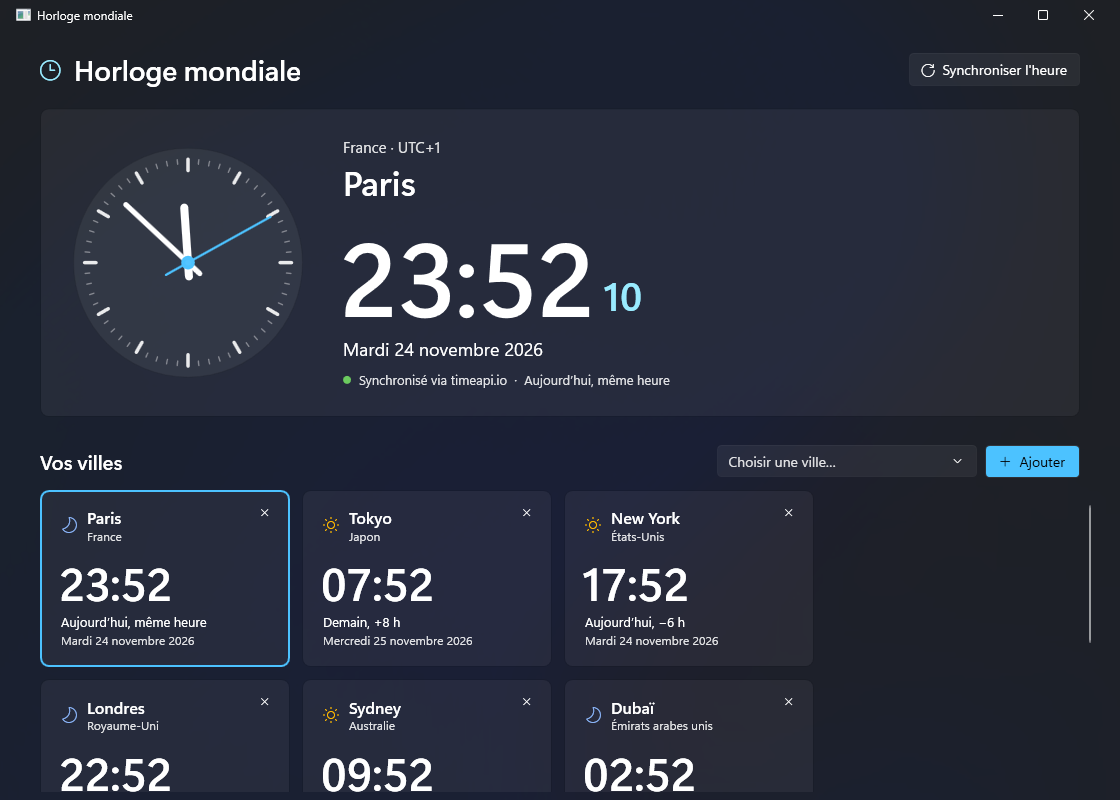 Horloge mondiale
Horloge mondiale
Synchroniser l'heure
France · UTC+1
Paris
23:52 10
Mardi 24 novembre 2026
Synchronisé via timeapi.io · Aujourd'hui, même heure
Vos villes
Choisir une ville...
+ Ajouter
Paris
France
23:52
Aujourd'hui, même heure
Mardi 24 novembre 2026
Tokyo
Japon
07:52
Demain, +8 h
Mercredi 25 novembre 2026
New York
États-Unis
17:52
Aujourd'hui, −6 h
Mardi 24 novembre 2026
Londres
Royaume-Uni
22:52
Sydney
Australie
09:52
Dubaï
Émirats arabes unis
02:52